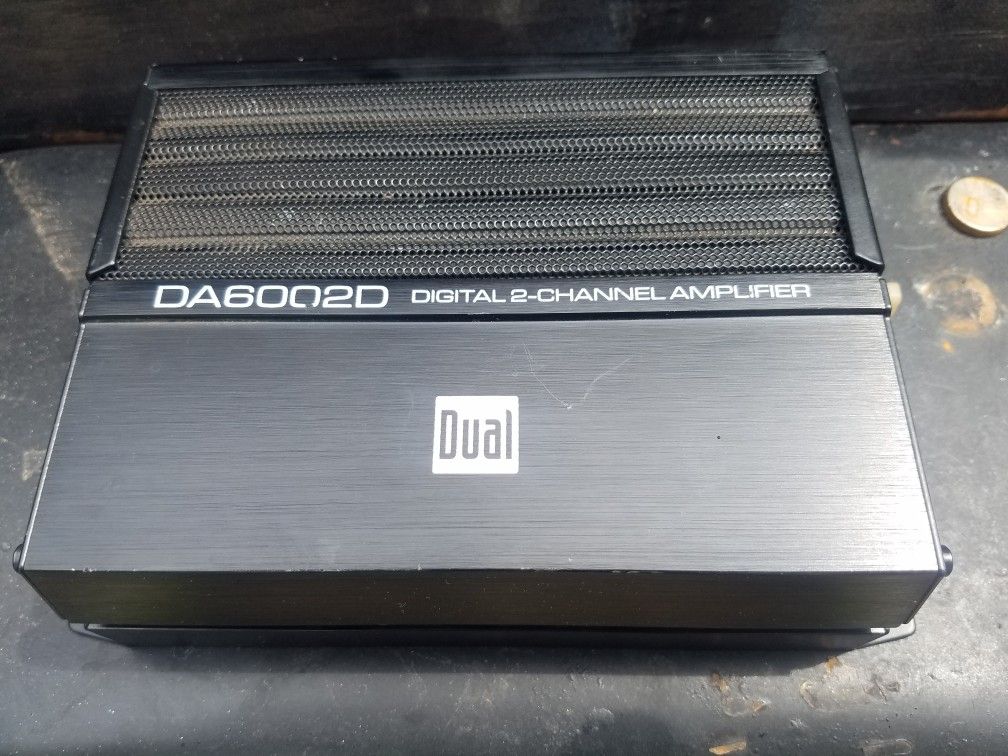 DA6002D DIGITAL 2-CHANNEL AMPLIFIER
Dual